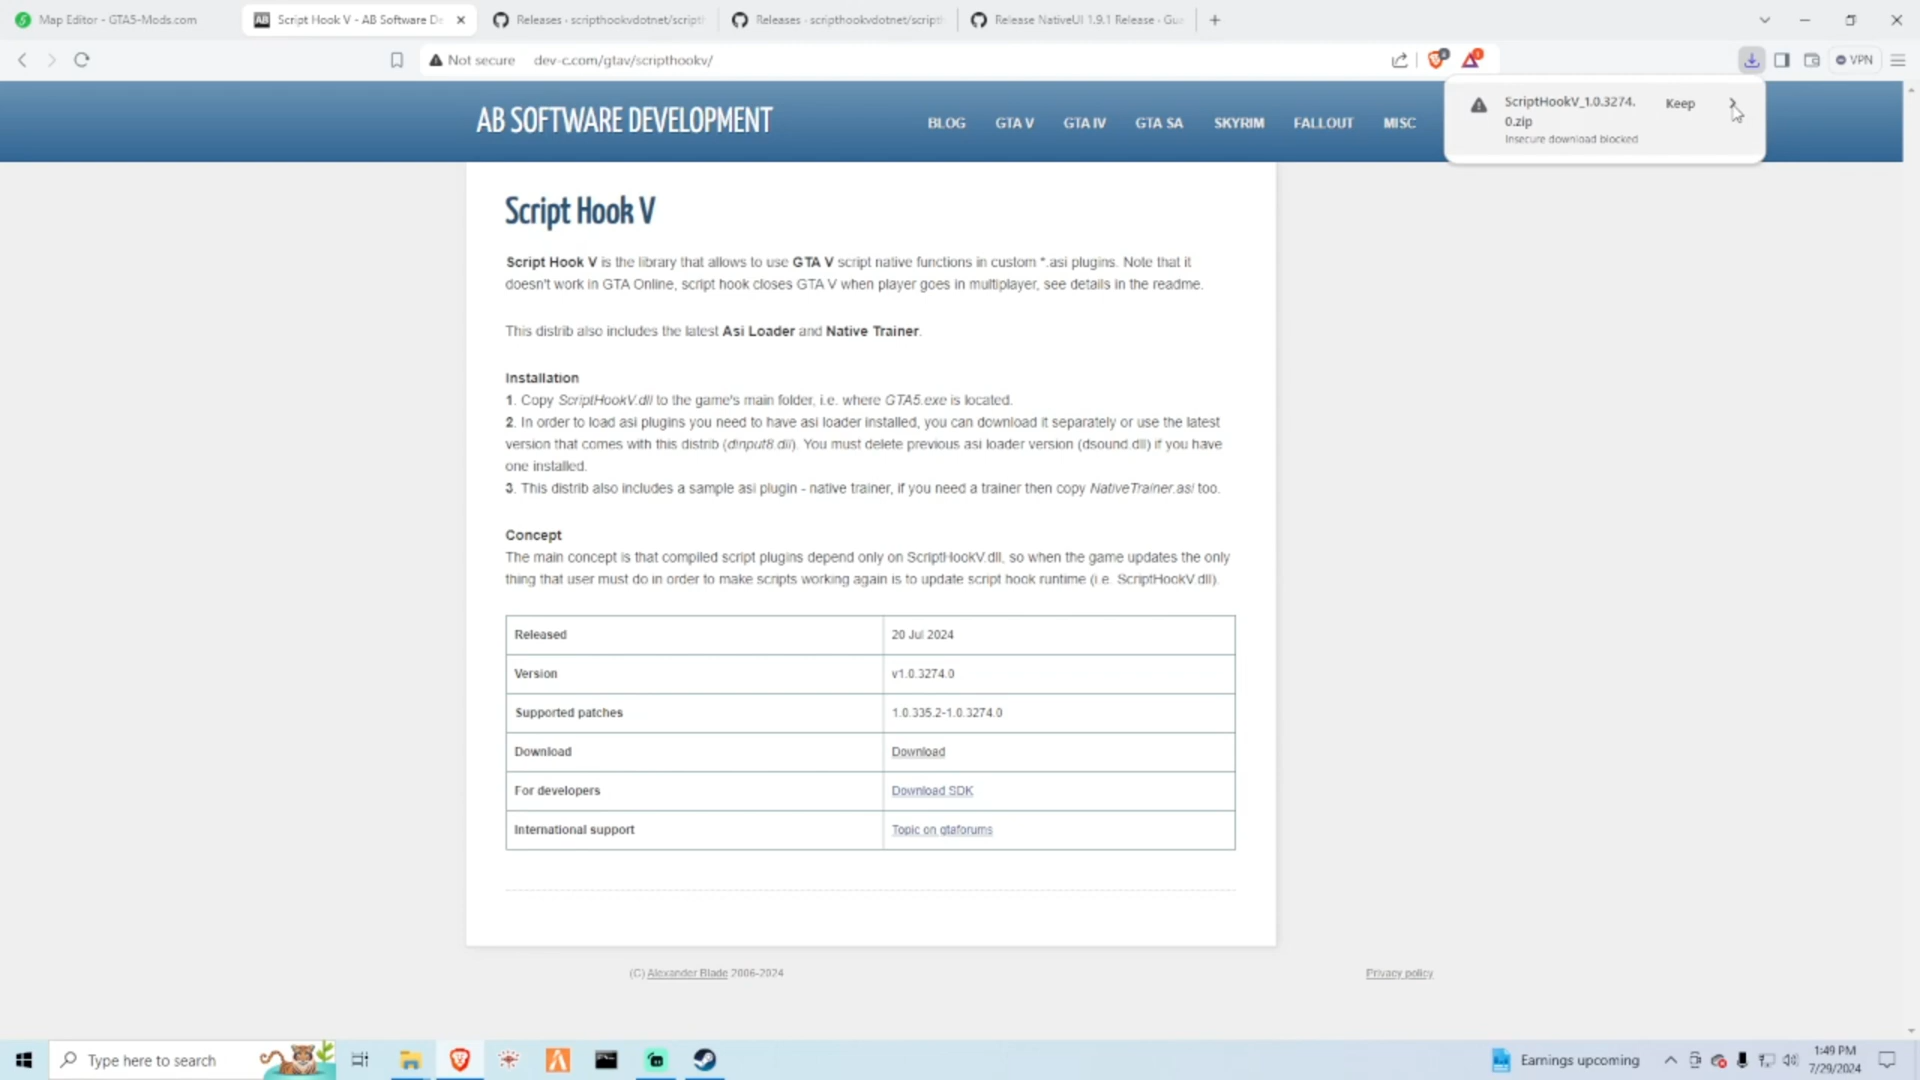 Map Editor - GTA5-Mods.com
Script Hook V - AB Software De
Releases · scripthookvdotnet/scripth
Releases · scripthookvdotnet/scripth
Release NativeUI 1.9.1 Release · Gua
Not secure
dev-c.com/gtav/scripthookv/
VPN
ScriptHookV_1.0.3274.
0.zip
Keep
Insecure download blocked
AB SOFTWARE DEVELOPMENT
BLOG
GTA V
GTA IV
GTA SA
SKYRIM
FALLOUT
MISC
Script Hook V
Script Hook V is the library that allows to use GTA V script native functions in custom *.asi plugins. Note that it
doesn't work in GTA Online, script hook closes GTA V when player goes in multiplayer, see details in the readme.
This distrib also includes the latest Asi Loader and Native Trainer.
Installation
1. Copy ScriptHookV.dll to the game's main folder, i.e. where GTA5.exe is located.
2. In order to load asi plugins you need to have asi loader installed, you can download it separately or use the latest
version that comes with this distrib (dinput8.dll). You must delete previous asi loader version (dsound.dll) if you have
one installed.
3. This distrib also includes a sample asi plugin - native trainer, if you need a trainer then copy NativeTrainer.asi too.
Concept
The main concept is that compiled script plugins depend only on ScriptHookV.dll, so when the game updates the only
thing that user must do in order to make scripts working again is to update script hook runtime (i.e. ScriptHookV.dll).
Released
20 Jul 2024
Version
v1.0.3274.0
Supported patches
1.0.335.2-1.0.3274.0
Download
Download
For developers
Download SDK
International support
Topic on gtaforums
(C) Alexander Blade 2006-2024
Privacy policy
Type here to search
Earnings upcoming
1:49 PM
7/29/2024